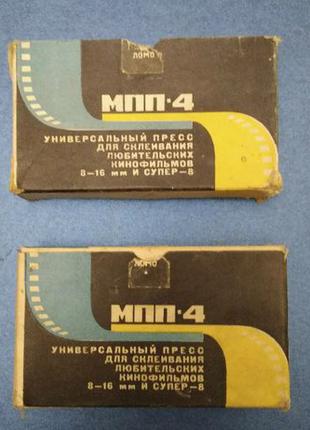 ЛОМО
МПП·4
УНИВЕРСАЛЬНЫЙ ПРЕСС
ДЛЯ СКЛЕИВАНИЯ
ЛЮБИТЕЛЬСКИХ
КИНОФИЛЬМОВ
8–16 мм И СУПЕР–8
ЛОМО
МПП·4
УНИВЕРСАЛЬНЫЙ ПРЕСС
ДЛЯ СКЛЕИВАНИЯ
ЛЮБИТЕЛЬСКИХ
КИНОФИЛЬМОВ
8–16 мм И СУПЕР–8